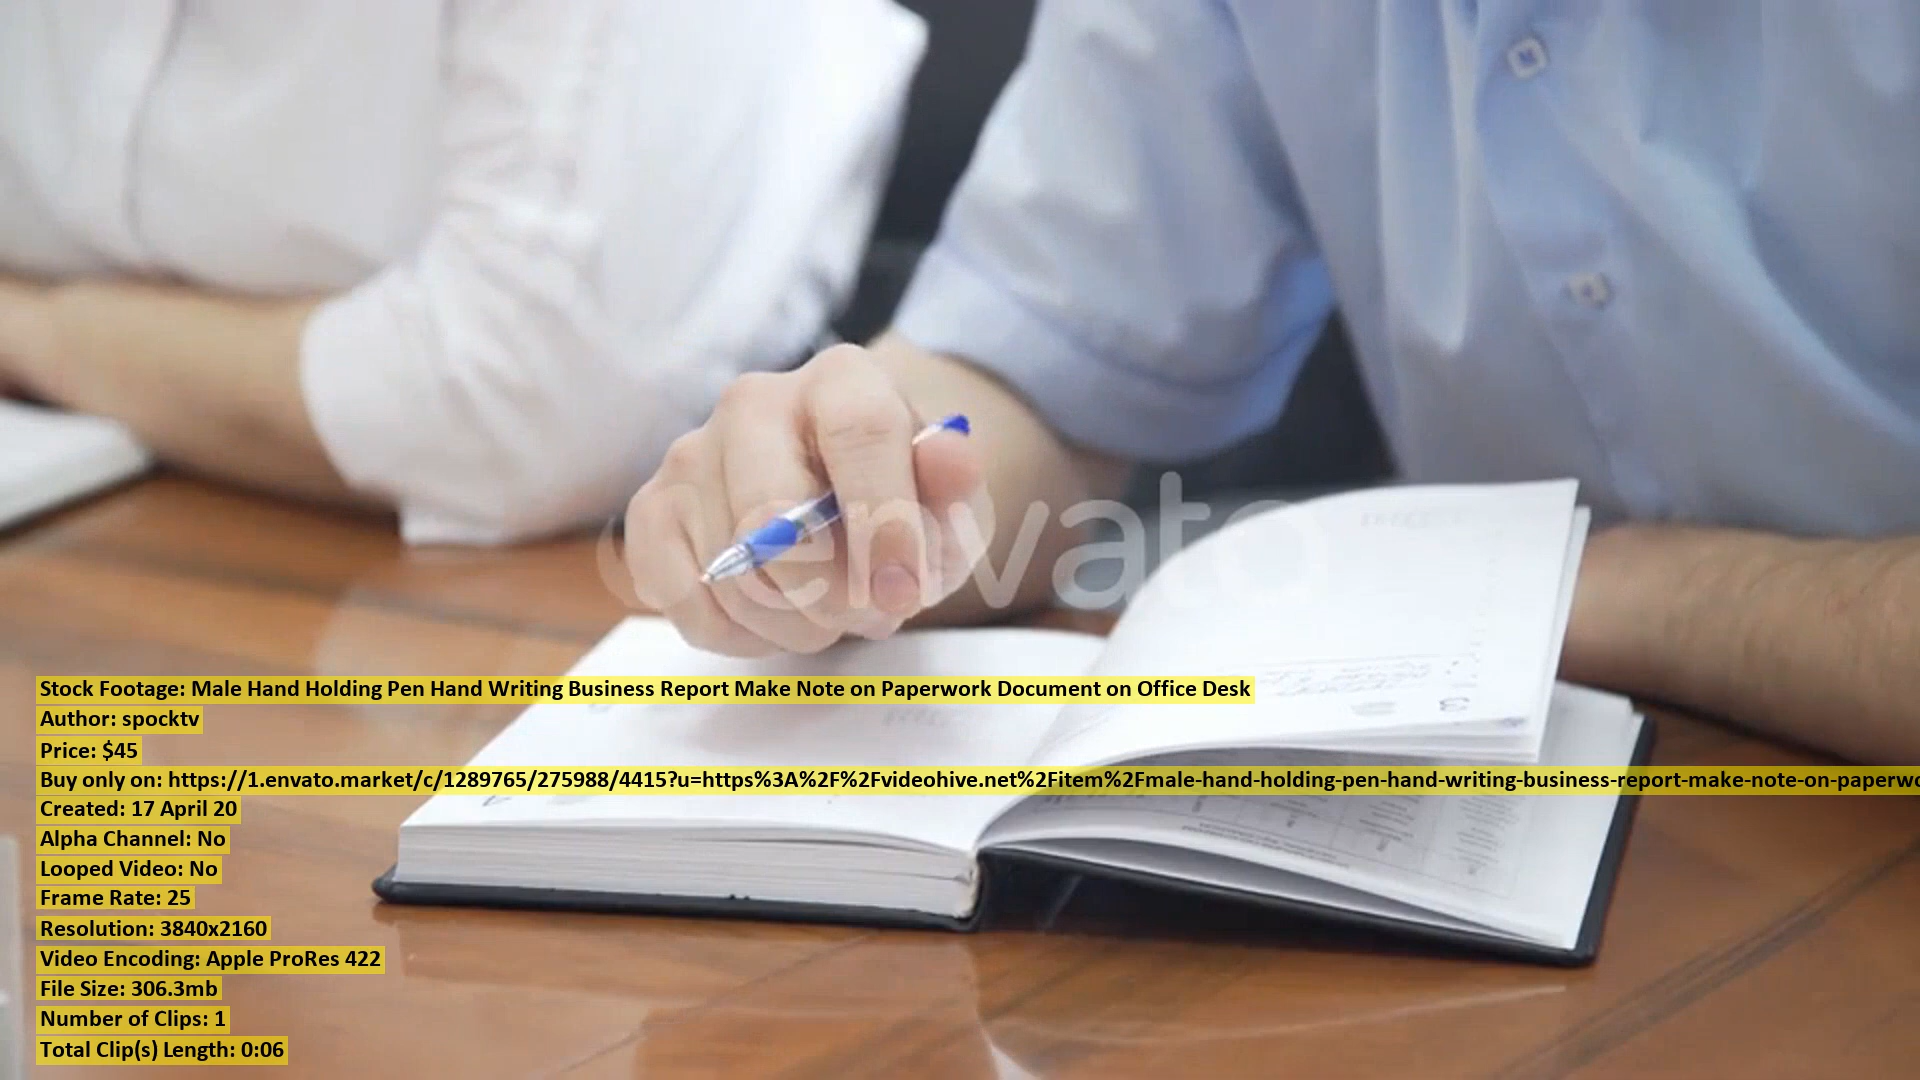 envato
Stock Footage: Male Hand Holding Pen Hand Writing Business Report Make Note on Paperwork Document on Office Desk
Author: spocktv
Price: $45
Buy only on: https://1.envato.market/c/1289765/275988/4415?u=https%3A%2F%2Fvideohive.net%2Fitem%2Fmale-hand-holding-pen-hand-writing-business-report-make-note-on-paperwo
Created: 17 April 20
Alpha Channel: No
Looped Video: No
Frame Rate: 25
Resolution: 3840x2160
Video Encoding: Apple ProRes 422
File Size: 306.3mb
Number of Clips: 1
Total Clip(s) Length: 0:06